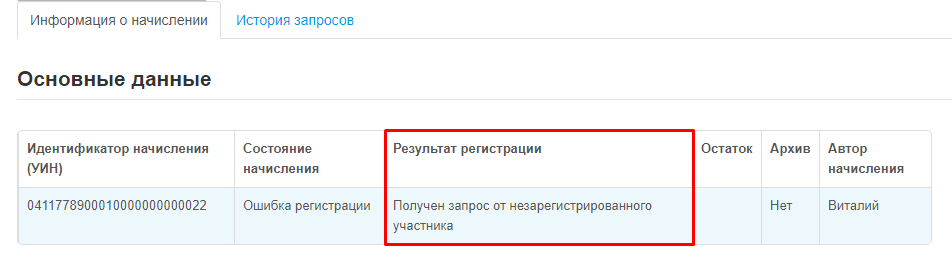 Информация о начислении
История запросов
Основные данные
Идентификатор начисления (УИН)
Состояние начисления
Результат регистрации
Остаток
Архив
Автор начисления
0411778900010000000000022
Ошибка регистрации
Получен запрос от незарегистрированного участника
Нет
Виталий